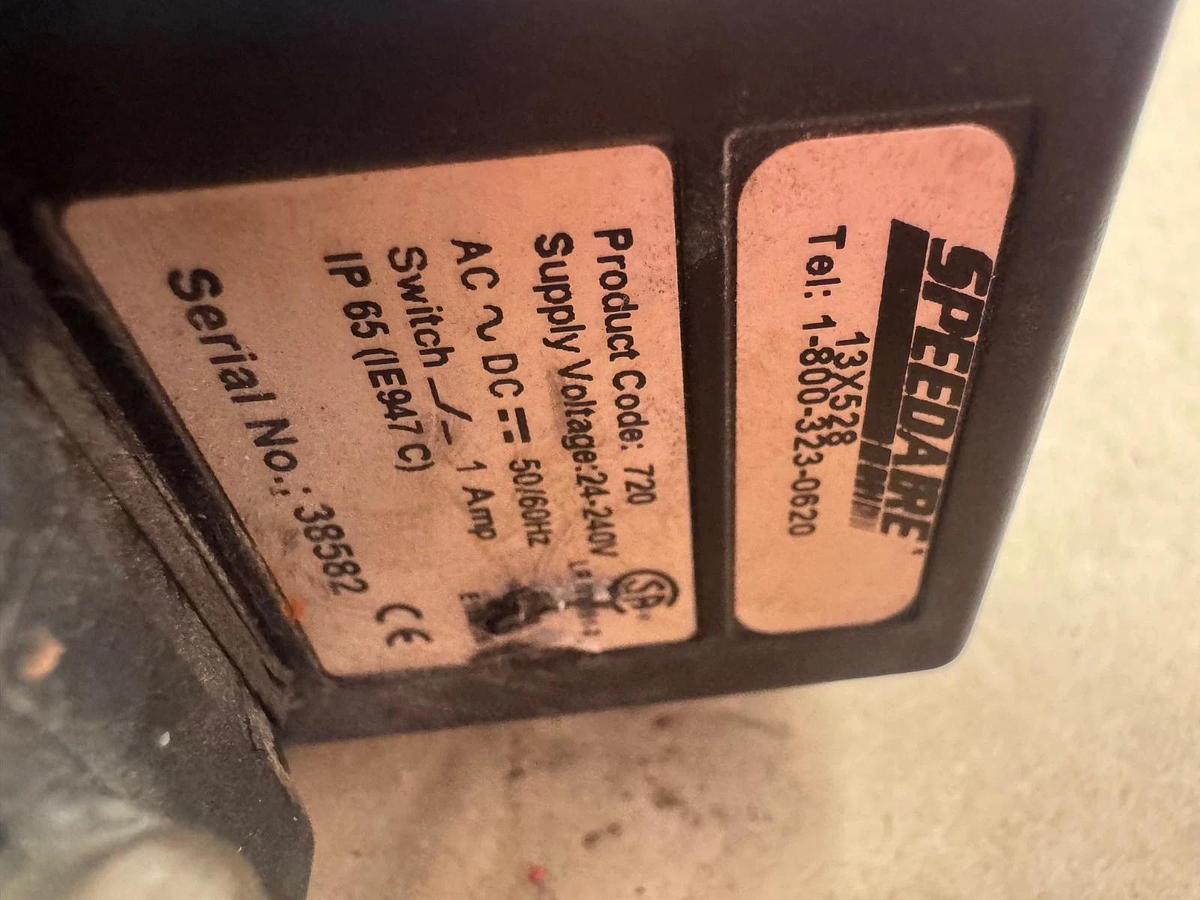 SPEEDAIRE
13X528
Tel: 1-800-323-0620
Product Code: 720
Supply Voltage:24-240V
AC ~ DC ⎓ 50/60Hz
Switch 1 Amp
IP 65 (IE947 C)
Serial No.: 38582
CE